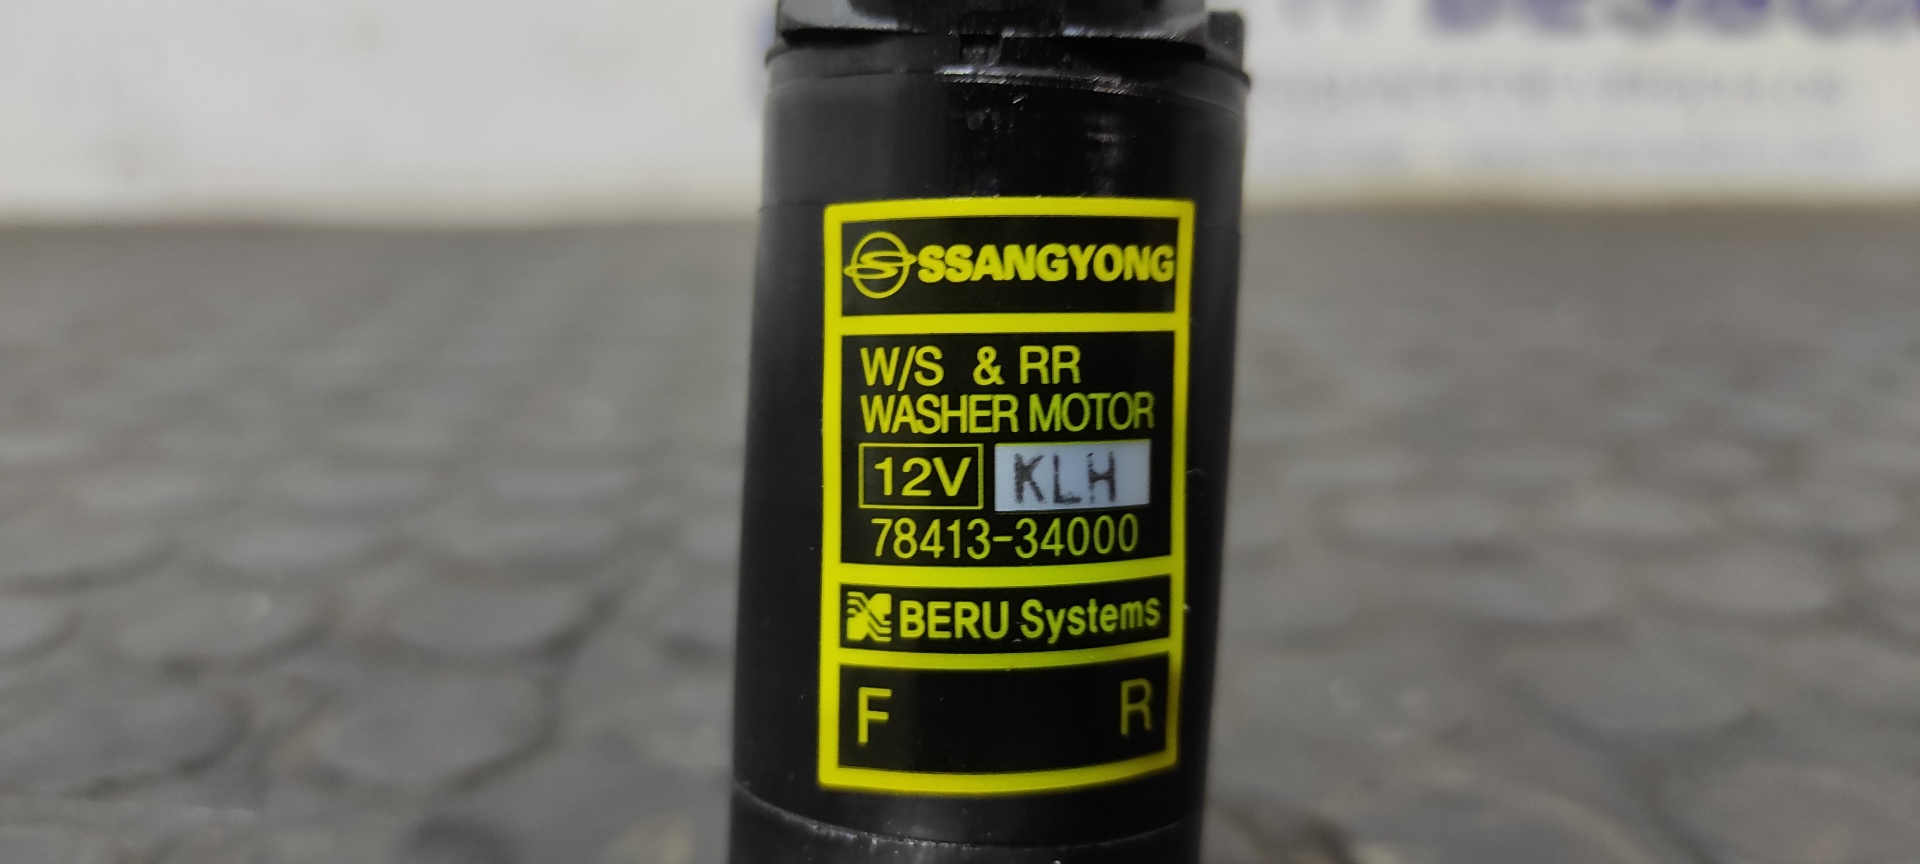 SSANGYONG
W/S & RR
WASHER MOTOR
12V KLH
78413-34000
BERU Systems
F R